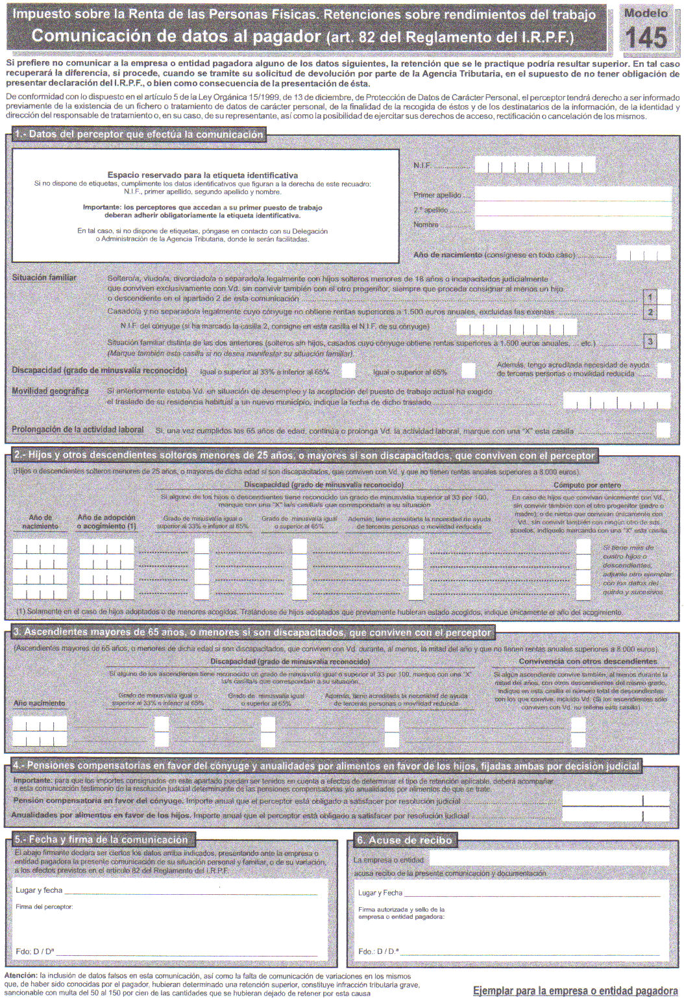 Impuesto sobre la Renta de las Personas Físicas. Retenciones sobre rendimientos del trabajo
Comunicación de datos al pagador (art. 82 del Reglamento del I.R.P.F.)
Modelo
145
Si prefiere no comunicar a la empresa o entidad pagadora alguno de los datos siguientes, la retención que se le practique podría resultar superior. En tal caso
recuperará la diferencia, si procede, cuando se tramite su solicitud de devolución por parte de la Agencia Tributaria, en el supuesto de no tener obligación de
presentar declaración del I.R.P.F., o bien como consecuencia de la presentación de ésta.
De conformidad con lo dispuesto en el artículo 5 de la Ley Orgánica 15/1999, de 13 de diciembre, de Protección de Datos de Carácter Personal, el perceptor tendrá derecho a ser informado
previamente de la existencia de un fichero o tratamiento de datos de carácter personal, de la finalidad de la recogida de éstos y de los destinatarios de la información, de la identidad y
dirección del responsable de tratamiento o, en su caso, de su representante, así como la posibilidad de ejercitar sus derechos de acceso, rectificación o cancelación de los mismos.
1.- Datos del perceptor que efectúa la comunicación
Espacio reservado para la etiqueta identificativa
Si no dispone de etiquetas, cumplimente los datos identificativos que figuran a la derecha de este recuadro:
N.I.F., primer apellido, segundo apellido y nombre.
Importante: los perceptores que accedan a su primer puesto de trabajo
deberan adherir obligatoriamente la etiqueta identificativa.
En tal caso, si no dispone de etiquetas, póngase en contacto con su Delegación
o Administración de la Agencia Tributaria, donde le serán facilitadas.
N.I.F.
Primer apellido
2.º apellido
Nombre
Año de nacimiento (consígnese en todo caso)
Situación familiar
Soltero/a, viudo/a, divorciado/a o separado/a legalmente con hijos solteros menores de 18 años o incapacitados judicialmente
que conviven exclusivamente con Vd. sin convivir también con el otro progenitor, siempre que proceda consignar al menos un hijo
o descendiente en el apartado 2 de esta comunicación
1
Casado/a y no separado/a legalmente cuyo cónyuge no obtiene rentas superiores a 1.500 euros anuales, excluidas las exentas
2
N.I.F. del cónyuge (si ha marcado la casilla 2, consigne en esta casilla el N.I.F. de su cónyuge)
Situación familiar distinta de las dos anteriores (solteros sin hijos, casados cuyo cónyuge obtiene rentas superiores a 1.500 euros anuales, ... etc.)
3
(Marque también esta casilla si no desea manifestar su situación familiar).
Discapacidad (grado de minusvalía reconocido)
Igual o superior al 33% e inferior al 65%
Igual o superior al 65%
Además, tengo acreditada necesidad de ayuda
de terceras personas o movilidad reducida
Movilidad geográfica
Si anteriormente estaba Vd. en situación de desempleo y la aceptación del puesto de trabajo actual ha exigido
el traslado de su residencia habitual a un nuevo municipio, indique la fecha de dicho traslado
Prolongación de la actividad laboral
Si, una vez cumplidos los 65 años de edad, continúa o prolonga Vd. la actividad laboral, marque con una "X" esta casilla
2.- Hijos y otros descendientes solteros menores de 25 años, o mayores si son discapacitados, que conviven con el perceptor
(Hijos o descendientes solteros menores de 25 años, o mayores de dicha edad si son discapacitados, que conviven con Vd. y que no tienen rentas anuales superiores a 8.000 euros).
Discapacidad (grado de minusvalía reconocido)
Si alguno de los hijos o descendientes tiene reconocido un grado de minusvalía superior al 33 por 100,
marque con una "X" la/s casilla/s que corresponda/n a su situación
Cómputo por entero
En caso de hijos que convivan únicamente con Vd.,
sin convivir también con el otro progenitor (padre o
madre), o de nietos que convivan únicamente con
Vd., sin convivir también con ningún otro de sus
abuelos, indíquelo marcando con una "X" esta casilla
Año de
nacimiento
Año de adopción
o acogimiento (1)
Grado de minusvalía igual o
superior al 33% e inferior al 65%
Grado de minusvalía igual
o superior al 65%
Además, tiene acreditada la necesidad de ayuda
de terceras personas o movilidad reducida
Si tiene más de
cuatro hijos o
descendientes,
adjunte otro ejemplar
con los datos del
quinto y sucesivos
(1) Solamente en el caso de hijos adoptados o de menores acogidos. Tratándose de hijos adoptados que previamente hubieran estado acogidos, indique únicamente el año del acogimiento.
3. Ascendientes mayores de 65 años, o menores si son discapacitados, que conviven con el perceptor
(Ascendientes mayores de 65 años, o menores de dicha edad si son discapacitados, que conviven con Vd. durante, al menos, la mitad del año y que no tienen rentas anuales superiores a 8.000 euros).
Discapacidad (grado de minusvalía reconocido)
Si alguno de los ascendientes tiene reconocido un grado de minusvalía igual o superior al 33 por 100, marque con una "X"
la/s casilla/s que corresponda/n a su situación.
Convivencia con otros descendientes
Si algún ascendiente convive también, al menos durante la
mitad del años, con otros descendientes del mismo grado,
indique en esta casilla el número total de descendientes
con los que convive, incluido Vd. (Si los ascendientes sólo
conviven con Vd. no rellene esta casilla)
Año nacimiento
Grado de minusvalía igual o
superior al 33% e inferior al 65%
Grado de minusvalía igual
o superior al 65%
Además, tiene acreditada la necesidad de ayuda
de terceras personas o movilidad reducida
4.- Pensiones compensatorias en favor del cónyuge y anualidades por alimentos en favor de los hijos, fijadas ambas por decisión judicial
Importante: para que los importes consignados en este apartado puedan ser tenidos en cuenta a efectos de determinar el tipo de retención aplicable, deberá acompañar
a esta comunicación testimonio de la resolución judicial determinante de las pensiones compensatorias y/o anualidades por alimentos de que se trate.
Pensión compensatoria en favor del cónyuge. Importe anual que el perceptor está obligado a satisfacer por resolución judicial
Anualidades por alimentos en favor de los hijos. Importe anual que el perceptor está obligado a satisfacer por resolución judicial
5.- Fecha y firma de la comunicación
El abajo firmante declara ser ciertos los datos arriba indicados, presentando ante la empresa o
entidad pagadora la presente comunicación de su situación personal y familiar, o de su variación,
a los efectos previstos en el artículo 82 del Reglamento del I.R.P.F.
Lugar y fecha
Firma del perceptor:
Fdo: D / Dª
6. Acuse de recibo
La empresa o entidad
acusa recibo de la presente comunicación y documentación.
Lugar y Fecha
Firma autorizada y sello de la
empresa o entidad pagadora:
Fdo.: D / D.ª
Atención: la inclusión de datos falsos en esta comunicación, así como la falta de comunicación de variaciones en los mismos
que, de haber sido conocidas por el pagador, hubieran determinado una retención superior, constituye infracción tributaria grave,
sancionable con multa del 50 al 150 por cien de las cantidades que se hubieran dejado de retener por esta causa
Ejemplar para la empresa o entidad pagadora